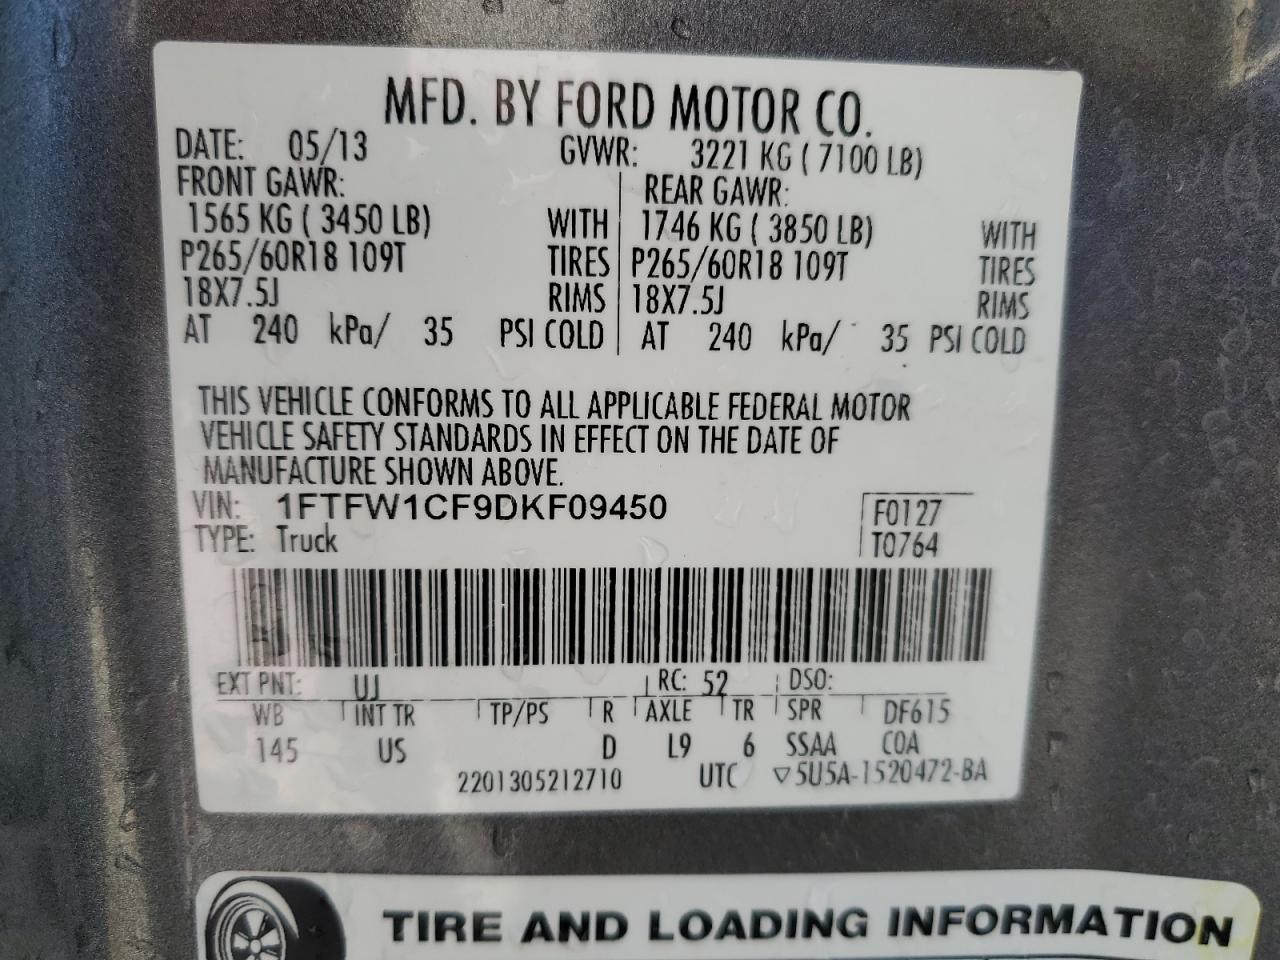 MFD. BY FORD MOTOR CO.
DATE: 05/13 GVWR: 3221 KG ( 7100 LB)
FRONT GAWR: REAR GAWR:
1565 KG ( 3450 LB) WITH 1746 KG ( 3850 LB) WITH
P265/60R18 109T TIRES P265/60R18 109T TIRES
18X7.5J RIMS 18X7.5J RIMS
AT 240 kPa/ 35 PSI COLD AT 240 kPa/ 35 PSI COLD
THIS VEHICLE CONFORMS TO ALL APPLICABLE FEDERAL MOTOR
VEHICLE SAFETY STANDARDS IN EFFECT ON THE DATE OF
MANUFACTURE SHOWN ABOVE.
VIN: 1FTFW1CF9DKF09450 F0127
TYPE: Truck T0764
EXT PNT: UJ RC: 52 DSO:
WB INT TR TP/PS R AXLE TR SPR DF615
145 US D L9 6 SSAA COA
2201305212710 UTC ▽5U5A-1520472-BA
TIRE AND LOADING INFORMATION